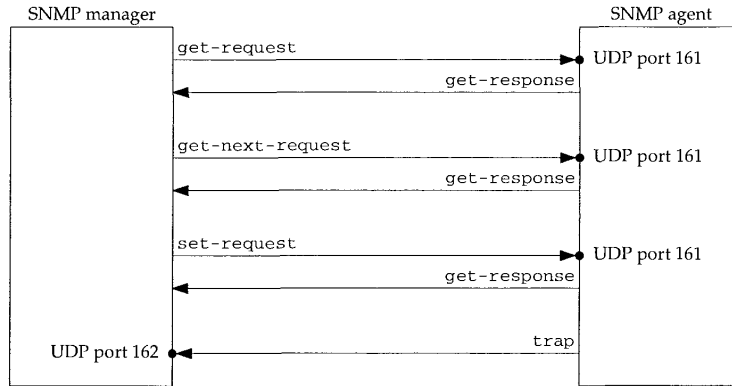 SNMP manager
SNMP agent
get-request
UDP port 161
get-response
get-next-request
UDP port 161
get-response
set-request
UDP port 161
get-response
UDP port 162
trap